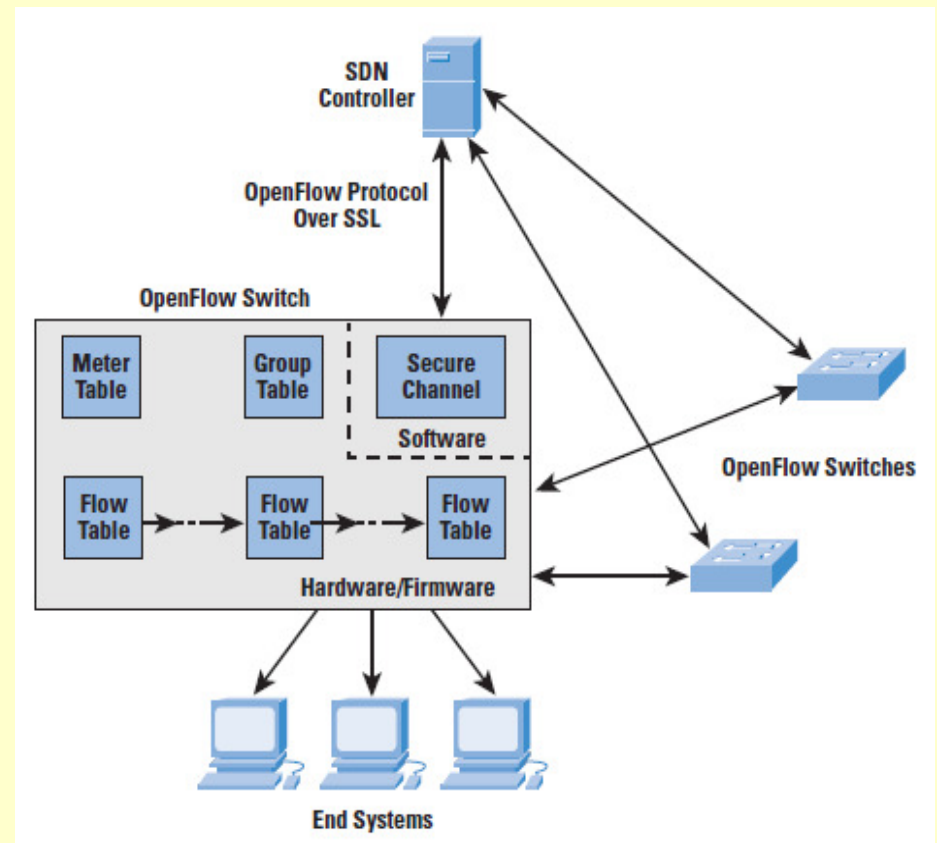 SDN
Controller
OpenFlow Protocol
Over SSL
OpenFlow Switch
Meter
Table
Group
Table
Secure
Channel
Software
OpenFlow Switches
Flow
Table
Flow
Table
Flow
Table
Hardware/Firmware
End Systems